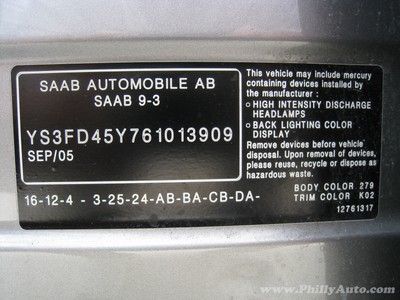 SAAB AUTOMOBILE AB
SAAB 9-3
YS3FD45Y761013909
SEP/05
16-12-4 - 3-25-24-AB-BA-CB-DA-
This vehicle may include mercury
containing devices installed by
the manufacturer :
o HIGH INTENSITY DISCHARGE
HEADLAMPS
o BACK LIGHTING COLOR
DISPLAY
Remove devices before vehicle
disposal. Upon removal of devices,
please reuse, recycle or dispose as
hazardous waste.
BODY COLOR 279
TRIM COLOR K02
12761317
www.PhillyAuto.com